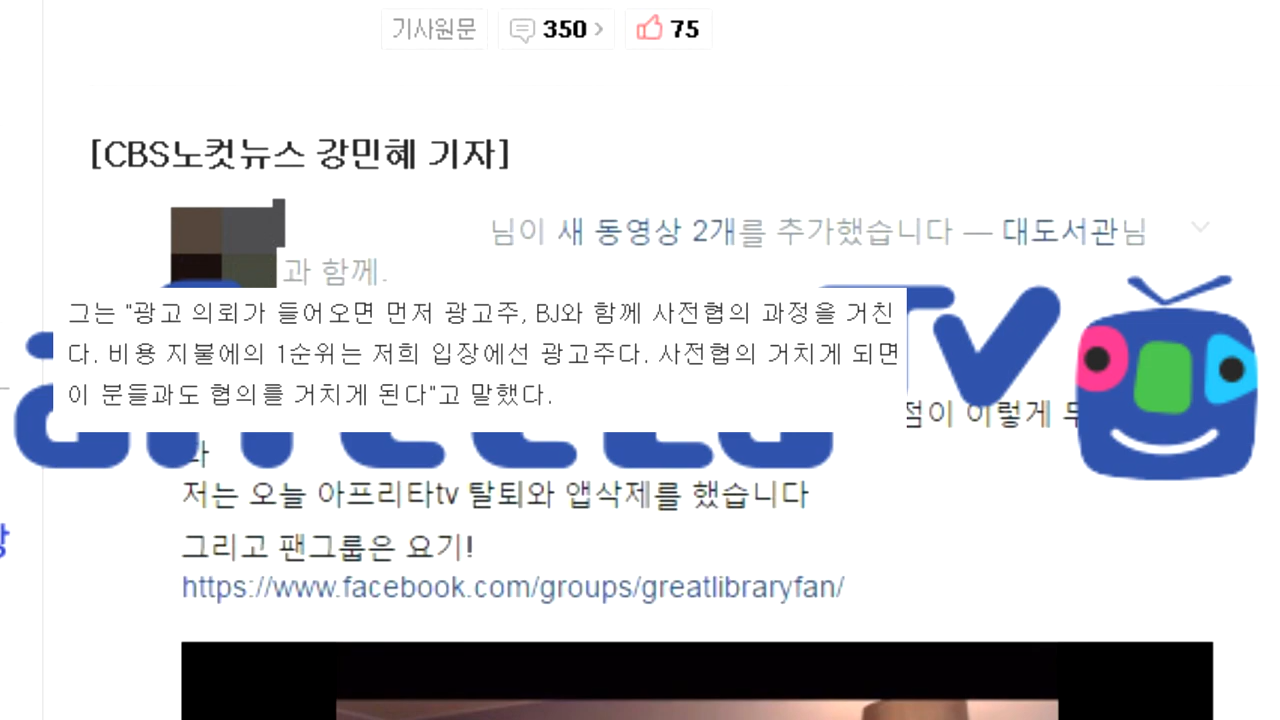 기사원문 350 75
[CBS노컷뉴스 강민혜 기자]
님이 새 동영상 2개를 추가했습니다 — 대도서관님
과 함께.
그는 "광고 의뢰가 들어오면 먼저 광고주, BJ와 함께 사전협의 과정을 거친
다. 비용 지불에의 1순위는 저희 입장에선 광고주다. 사전협의 거치게 되면
이 분들과도 협의를 거치게 된다"고 말했다.
TV
점이 이렇게
저는 오늘 아프리타tv 탈퇴와 앱삭제를 했습니다
그리고 팬그룹은 요기!
https://www.facebook.com/groups/greatlibraryfan/